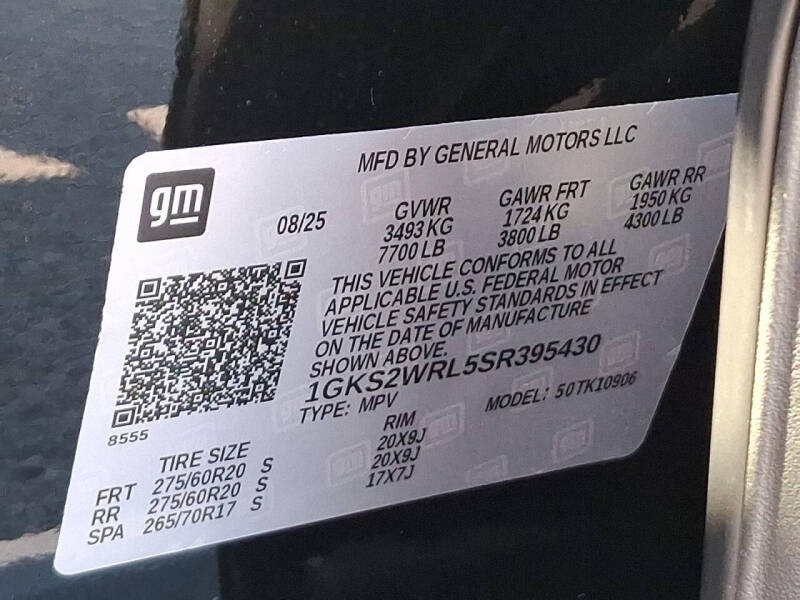 MFD BY GENERAL MOTORS LLC
gm
08/25
GVWR
3493 KG
7700 LB
GAWR FRT
1724 KG
3800 LB
GAWR RR
1950 KG
4300 LB
THIS VEHICLE CONFORMS TO ALL
APPLICABLE U.S. FEDERAL MOTOR
VEHICLE SAFETY STANDARDS IN EFFECT
ON THE DATE OF MANUFACTURE
SHOWN ABOVE.
1GKS2WRL5SR395430
TYPE: MPV
MODEL: 50TK10906
8555
TIRE SIZE
RIM
FRT 275/60R20 S 20X9J
RR 275/60R20 S 20X9J
SPA 265/70R17 S 17X7J